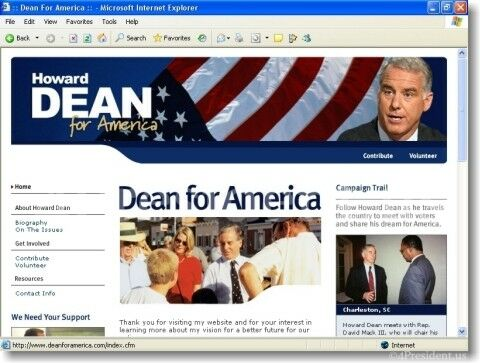 :: Dean For America :: - Microsoft Internet Explorer
File Edit View Favorites Tools Help
Back Search Favorites
Howard
DEAN
for America
Contribute Volunteer
Home
About Howard Dean
Biography
On The Issues
Get Involved
Contribute
Volunteer
Resources
Contact Info
We Need Your Support
Dean for America
Thank you for visiting my website and for your interest in
learning more about my vision for a better future for our
Campaign Trail
Follow Howard Dean as he travels
the country to meet with voters
and share his dream for America.
Charleston, SC
Howard Dean meets with Rep.
David Mack III, who will chair his
http://www.deanforamerica.com/index.cfm
Internet
©4President.us